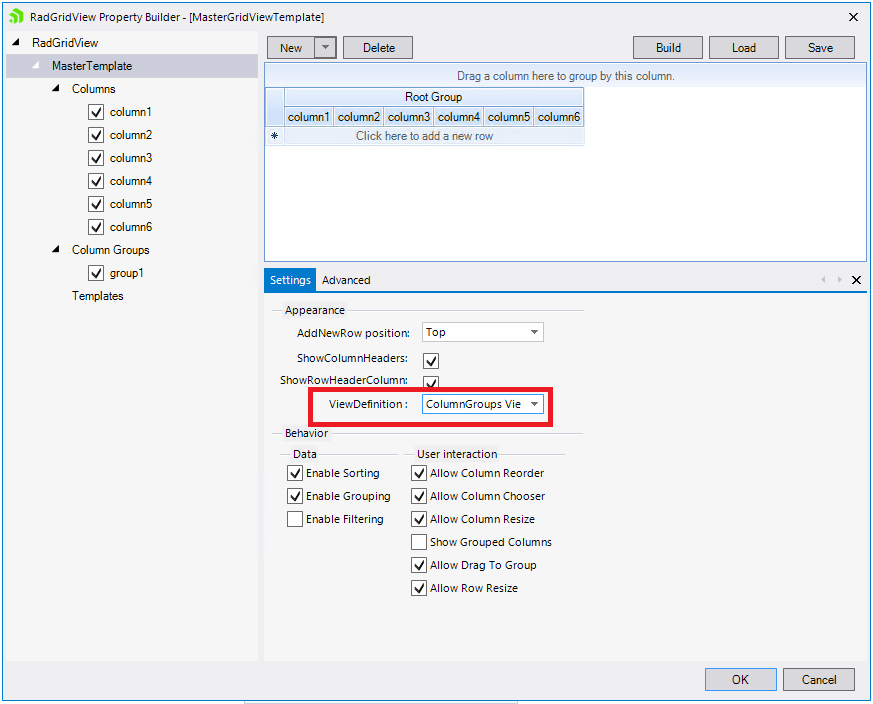 RadGridView Property Builder - [MasterGridViewTemplate]
RadGridView
MasterTemplate
Columns
column1
column2
column3
column4
column5
column6
Column Groups
group1
Templates
New Delete Build Load Save
Drag a column here to group by this column.
Root Group
column1 column2 column3 column4 column5 column6
Click here to add a new row
Settings Advanced
Appearance
AddNewRow position: Top
ShowColumnHeaders:
ShowRowHeaderColumn:
ViewDefinition : ColumnGroups Vie
Behavior
Data
Enable Sorting
Enable Grouping
Enable Filtering
User interaction
Allow Column Reorder
Allow Column Chooser
Allow Column Resize
Show Grouped Columns
Allow Drag To Group
Allow Row Resize
OK Cancel